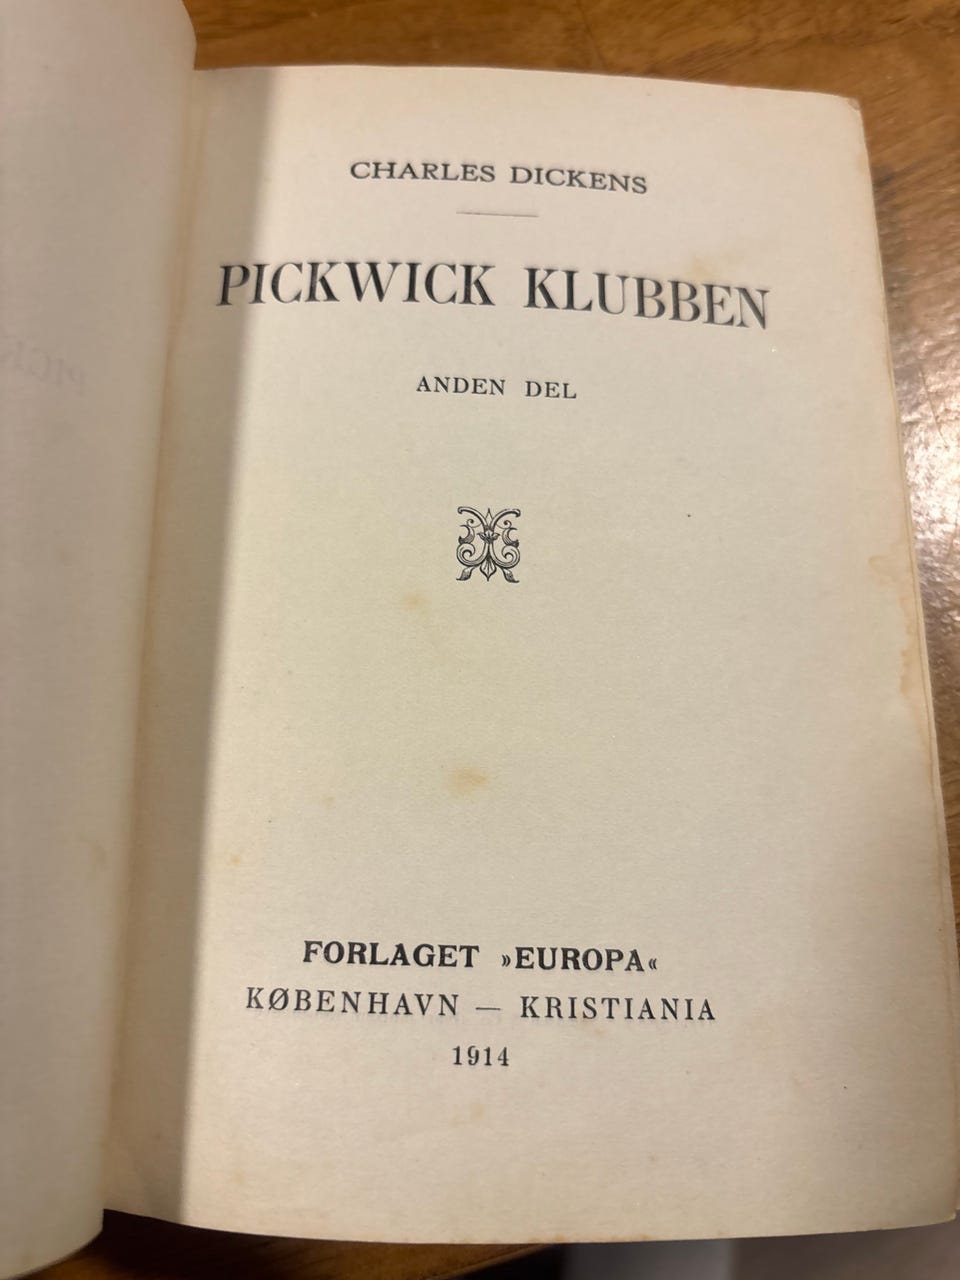 CHARLES DICKENS
PICKWICK KLUBBEN
ANDEN DEL
FORLAGET »EUROPA«
KØBENHAVN — KRISTIANIA
1914